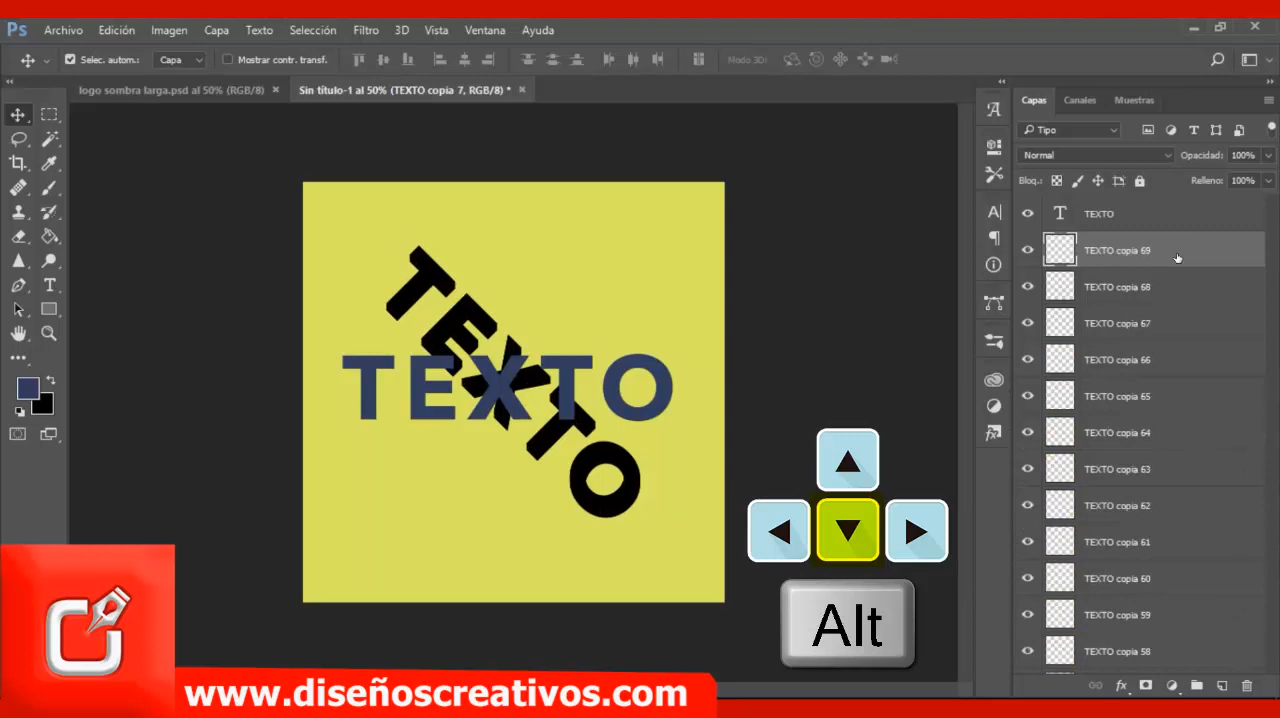 Ps Archivo Edición Imagen Capa Texto Selección Filtro 3D Vista Ventana Ayuda
Selec. autom.: Capa Mostrar contr. transf. Modo 3D:
logo sombra larga.psd al 50% (RGB/8) × Sin título-1 al 50% (TEXTO copia 7, RGB/8) * ×
Capas Canales Muestras
Tipo
Normal Opacidad: 100%
Bloq.: Relleno: 100%
TEXTO
TEXTO copia 69
TEXTO copia 68
TEXTO copia 67
TEXTO copia 66
TEXTO copia 65
TEXTO copia 64
TEXTO copia 63
TEXTO copia 62
TEXTO copia 61
TEXTO copia 60
TEXTO copia 59
TEXTO copia 58
TEXTO
TEXTO
Alt
www.diseñoscreativos.com